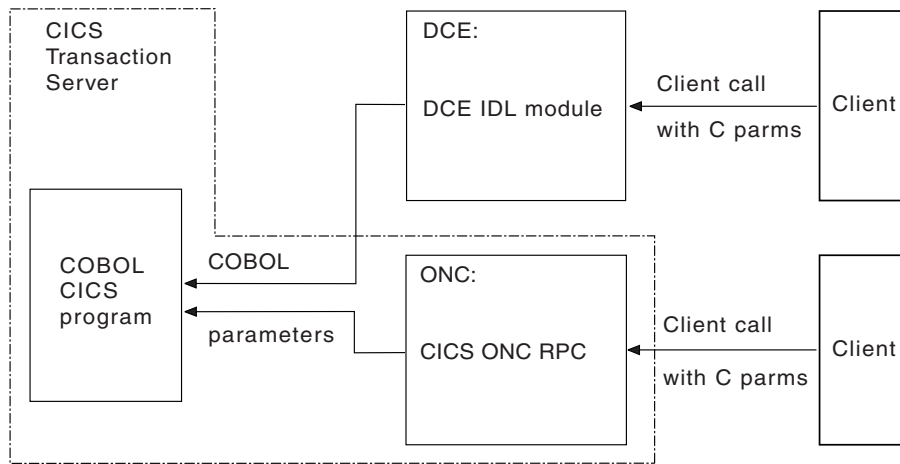 CICS
Transaction
Server
DCE:
DCE IDL module
Client call
with C parms
Client
COBOL
CICS
program
COBOL
parameters
ONC:
CICS ONC RPC
Client call
with C parms
Client